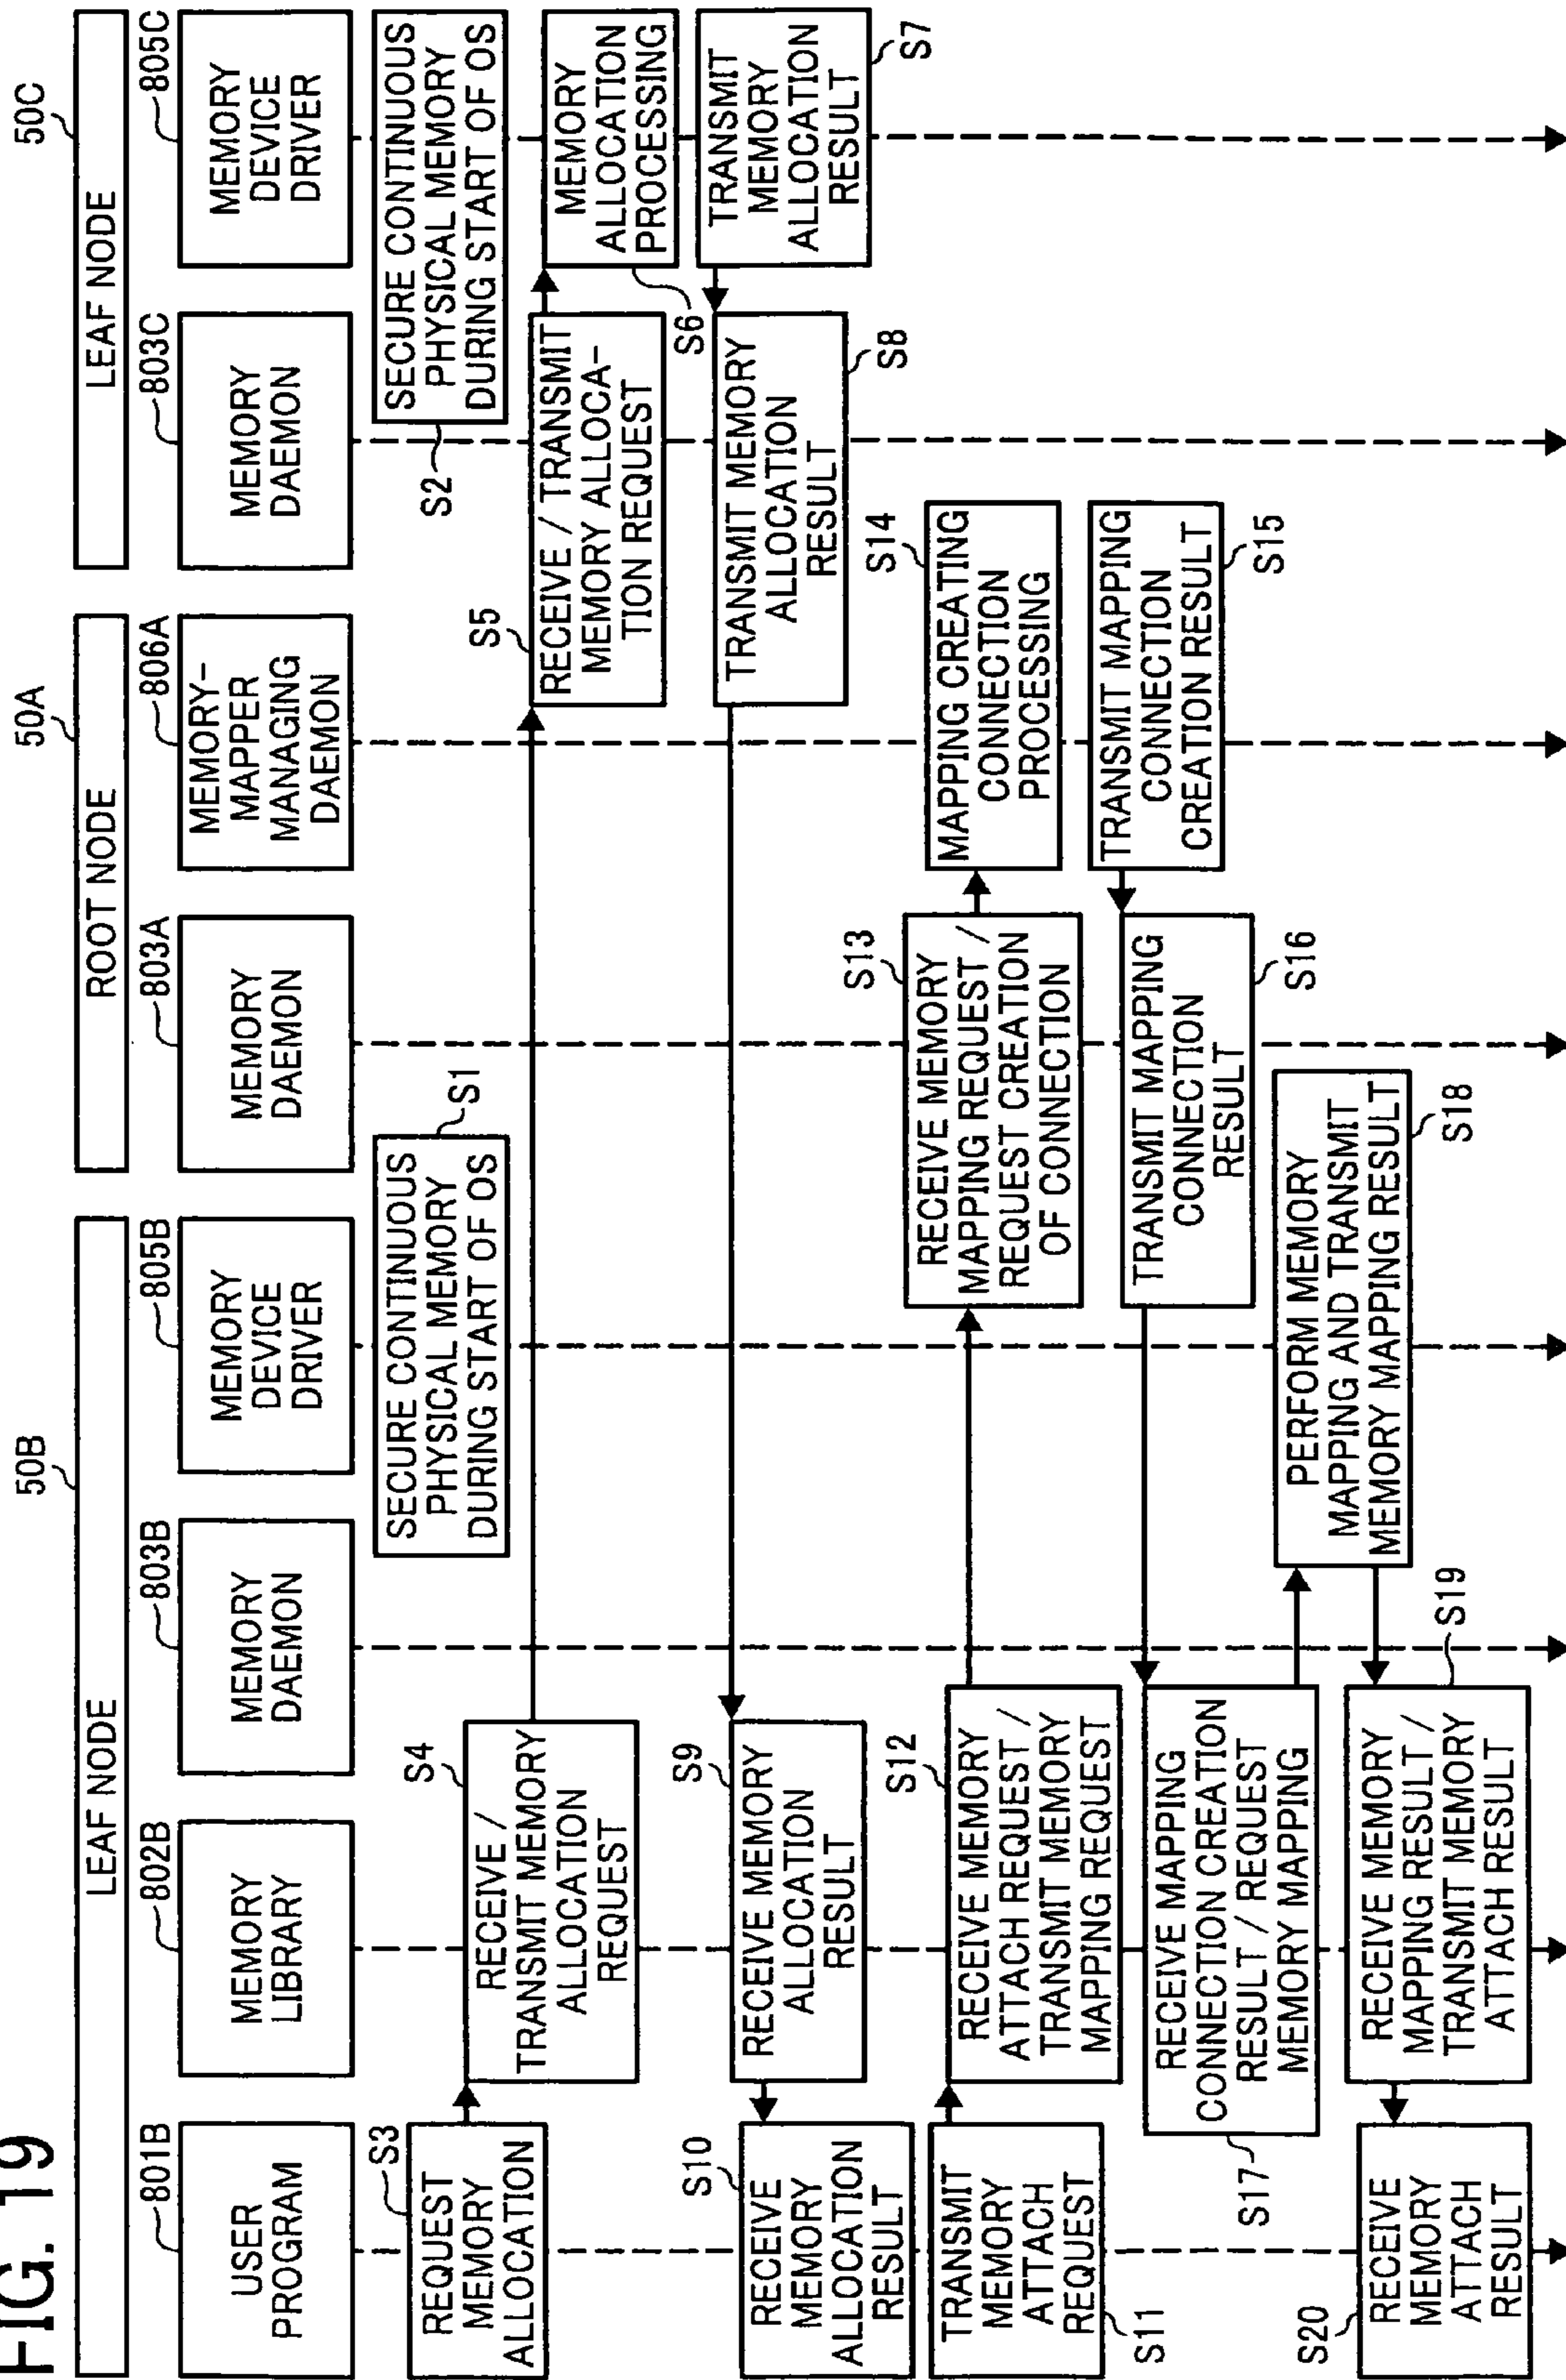 FIG. 19
50B
LEAF NODE
50A
ROOT NODE
50C
LEAF NODE
801B
USER
PROGRAM
802B
MEMORY
LIBRARY
803B
MEMORY
DAEMON
805B
MEMORY
DEVICE
DRIVER
803A
MEMORY
DAEMON
806A
MEMORY-
MAPPER
MANAGING
DAEMON
803C
MEMORY
DAEMON
805C
MEMORY
DEVICE
DRIVER
SECURE CONTINUOUS
PHYSICAL MEMORY
DURING START OF OS
S1
SECURE CONTINUOUS
PHYSICAL MEMORY
DURING START OF OS
S2
S3
REQUEST
MEMORY
ALLOCATION
S4
RECEIVE /
TRANSMIT MEMORY
ALLOCATION
REQUEST
S5
RECEIVE / TRANSMIT
MEMORY ALLOCA-
TION REQUEST
MEMORY
ALLOCATION
PROCESSING
S6
TRANSMIT
MEMORY
ALLOCATION
RESULT
S7
TRANSMIT MEMORY
ALLOCATION
RESULT
S8
S9
RECEIVE MEMORY
ALLOCATION
RESULT
S10
RECEIVE
MEMORY
ALLOCATION
RESULT
TRANSMIT
MEMORY
ATTACH
REQUEST
S11
S12
RECEIVE MEMORY
ATTACH REQUEST /
TRANSMIT MEMORY
MAPPING REQUEST
S13
RECEIVE MEMORY
MAPPING REQUEST /
REQUEST CREATION
OF CONNECTION
S14
MAPPING CREATING
CONNECTION
PROCESSING
TRANSMIT MAPPING
CONNECTION
CREATION RESULT
S15
TRANSMIT MAPPING
CONNECTION
RESULT
S16
RECEIVE MAPPING
CONNECTION CREATION
RESULT / REQUEST
MEMORY MAPPING
S17
PERFORM MEMORY
MAPPING AND TRANSMIT
MEMORY MAPPING RESULT
S18
S19
RECEIVE MEMORY
MAPPING RESULT /
TRANSMIT MEMORY
ATTACH RESULT
S20
RECEIVE
MEMORY
ATTACH
RESULT